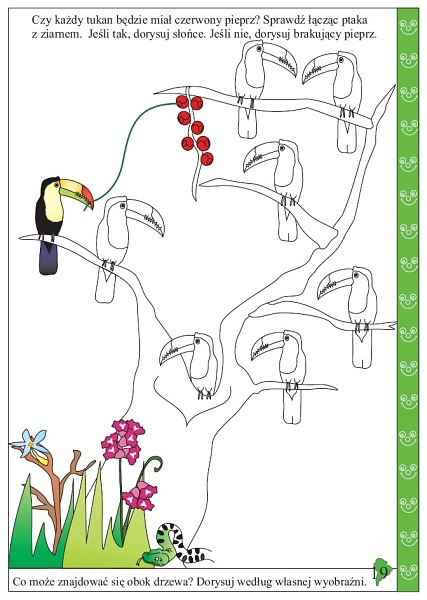 Czy każdy tukan będzie miał czerwony pieprz? Sprawdź łącząc ptaka
z ziarnem. Jeśli tak, dorysuj słońce. Jeśli nie, dorysuj brakujący pieprz.
Co może znajdować się obok drzewa? Dorysuj według własnej wyobraźni.
19